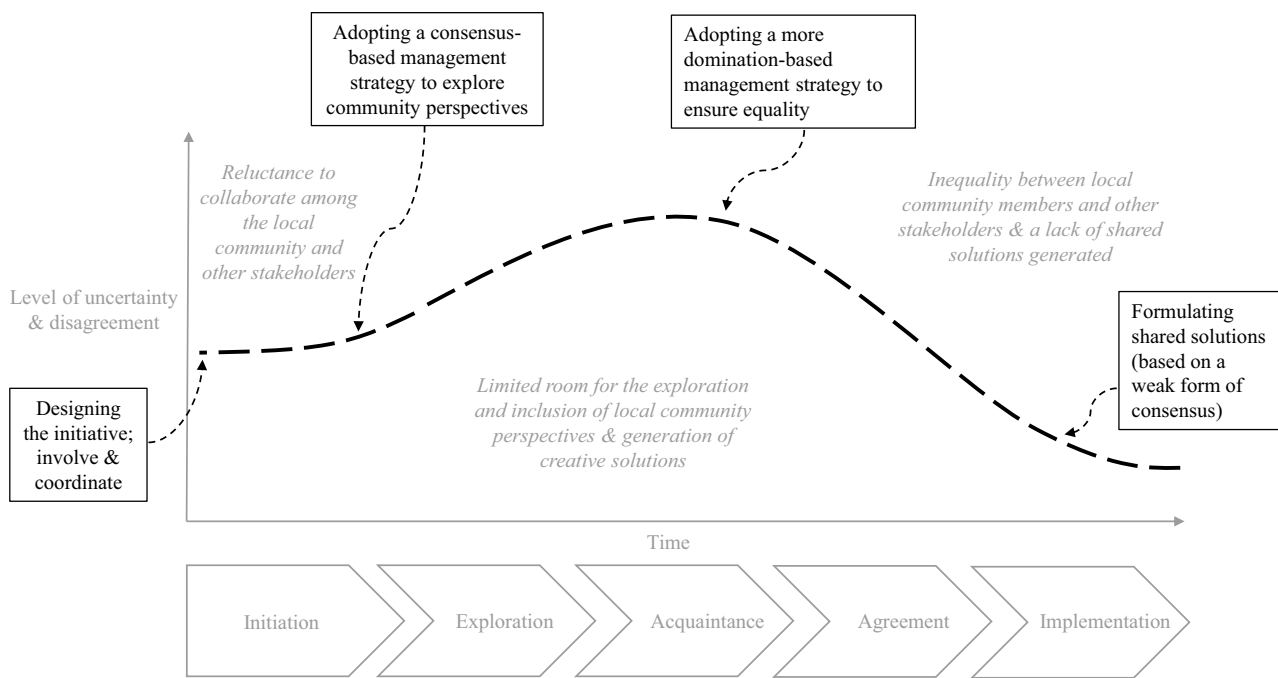 Adopting a consensus-
based management
strategy to explore
community perspectives
Adopting a more
domination-based
management strategy to
ensure equality
Reluctance to
collaborate among
the local
community and
other stakeholders
Inequality between local
community members and other
stakeholders & a lack of shared
solutions generated
Level of uncertainty
& disagreement
Formulating
shared solutions
(based on a
weak form of
consensus)
Designing
the initiative;
involve &
coordinate
Limited room for the exploration
and inclusion of local community
perspectives & generation of
creative solutions
Time
Initiation
Exploration
Acquaintance
Agreement
Implementation